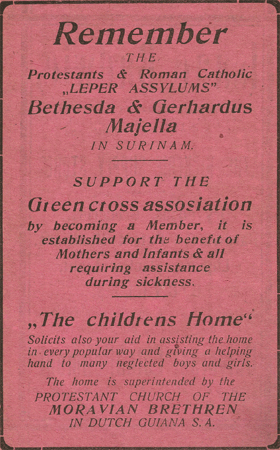 Remember
THE
Protestants & Roman Catholic
„LEPER ASSYLUMS”
Bethesda & Gerhardus
Majella
IN SURINAM.
SUPPORT THE
Green cross assosiation
by becoming a Member, it is
established for the benefit of
Mothers and Infants & all
requiring assistance
during sickness.
„The childrens Home“
Solicits also your aid in assisting the home
in every popular way and giving a helping
hand to many neglected boys and girls.
The home is superintended by the
PROTESTANT CHURCH OF THE
MORAVIAN BRETHREN
IN DUTCH GUIANA S. A.